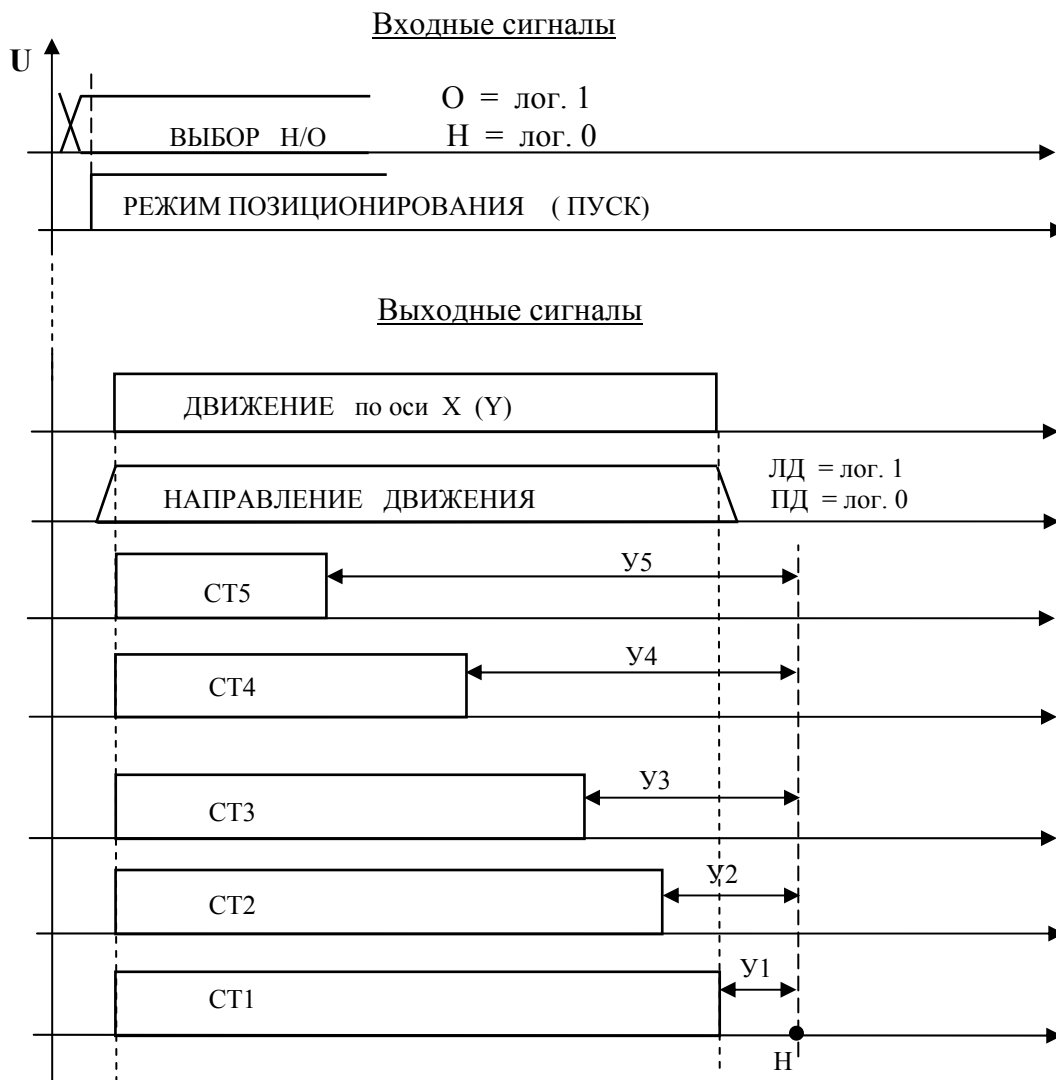 Входные сигналы
U
О = лог. 1
ВЫБОР Н/О
Н = лог. 0
РЕЖИМ ПОЗИЦИОНИРОВАНИЯ ( ПУСК)
Выходные сигналы
ДВИЖЕНИЕ по оси X (Y)
ЛД = лог. 1
НАПРАВЛЕНИЕ ДВИЖЕНИЯ
ПД = лог. 0
У5
СТ5
У4
СТ4
У3
СТ3
У2
СТ2
У1
СТ1
Н